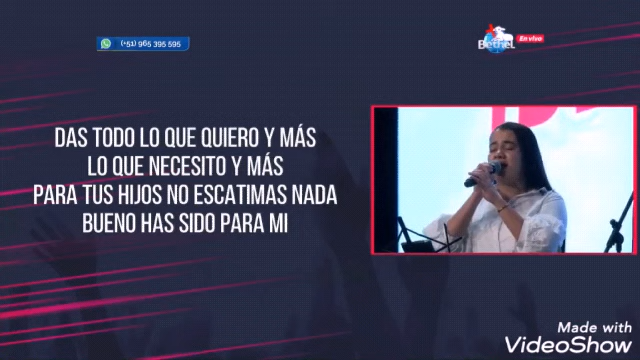 (+51) 965 395 595
Bethel
En vivo
DAS TODO LO QUE QUIERO Y MÁS
LO QUE NECESITO Y MÁS
PARA TUS HIJOS NO ESCATIMAS NADA
BUENO HAS SIDO PARA MI
Made with
VideoShow